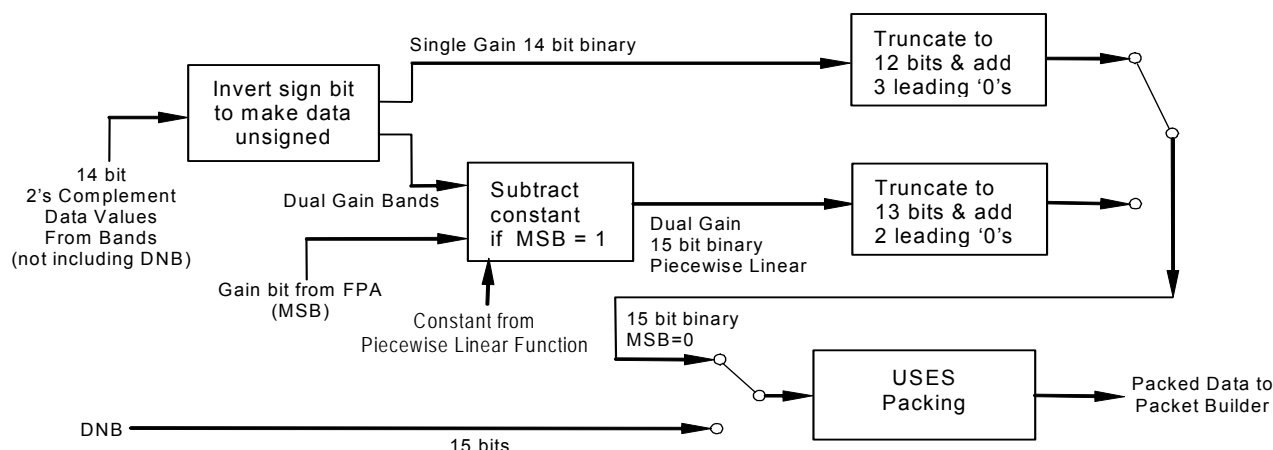 Single Gain 14 bit binary
Truncate to
12 bits & add
3 leading ‘0’s
Invert sign bit
to make data
unsigned
14 bit
2's Complement
Data Values
From Bands
(not including DNB)
Dual Gain Bands
Subtract
constant
if MSB = 1
Truncate to
13 bits & add
2 leading ‘0’s
Dual Gain
15 bit binary
Piecewise Linear
Gain bit from FPA
(MSB)
Constant from
Piecewise Linear Function
15 bit binary
MSB=0
USES
Packing
Packed Data to
Packet Builder
DNB
15 bits